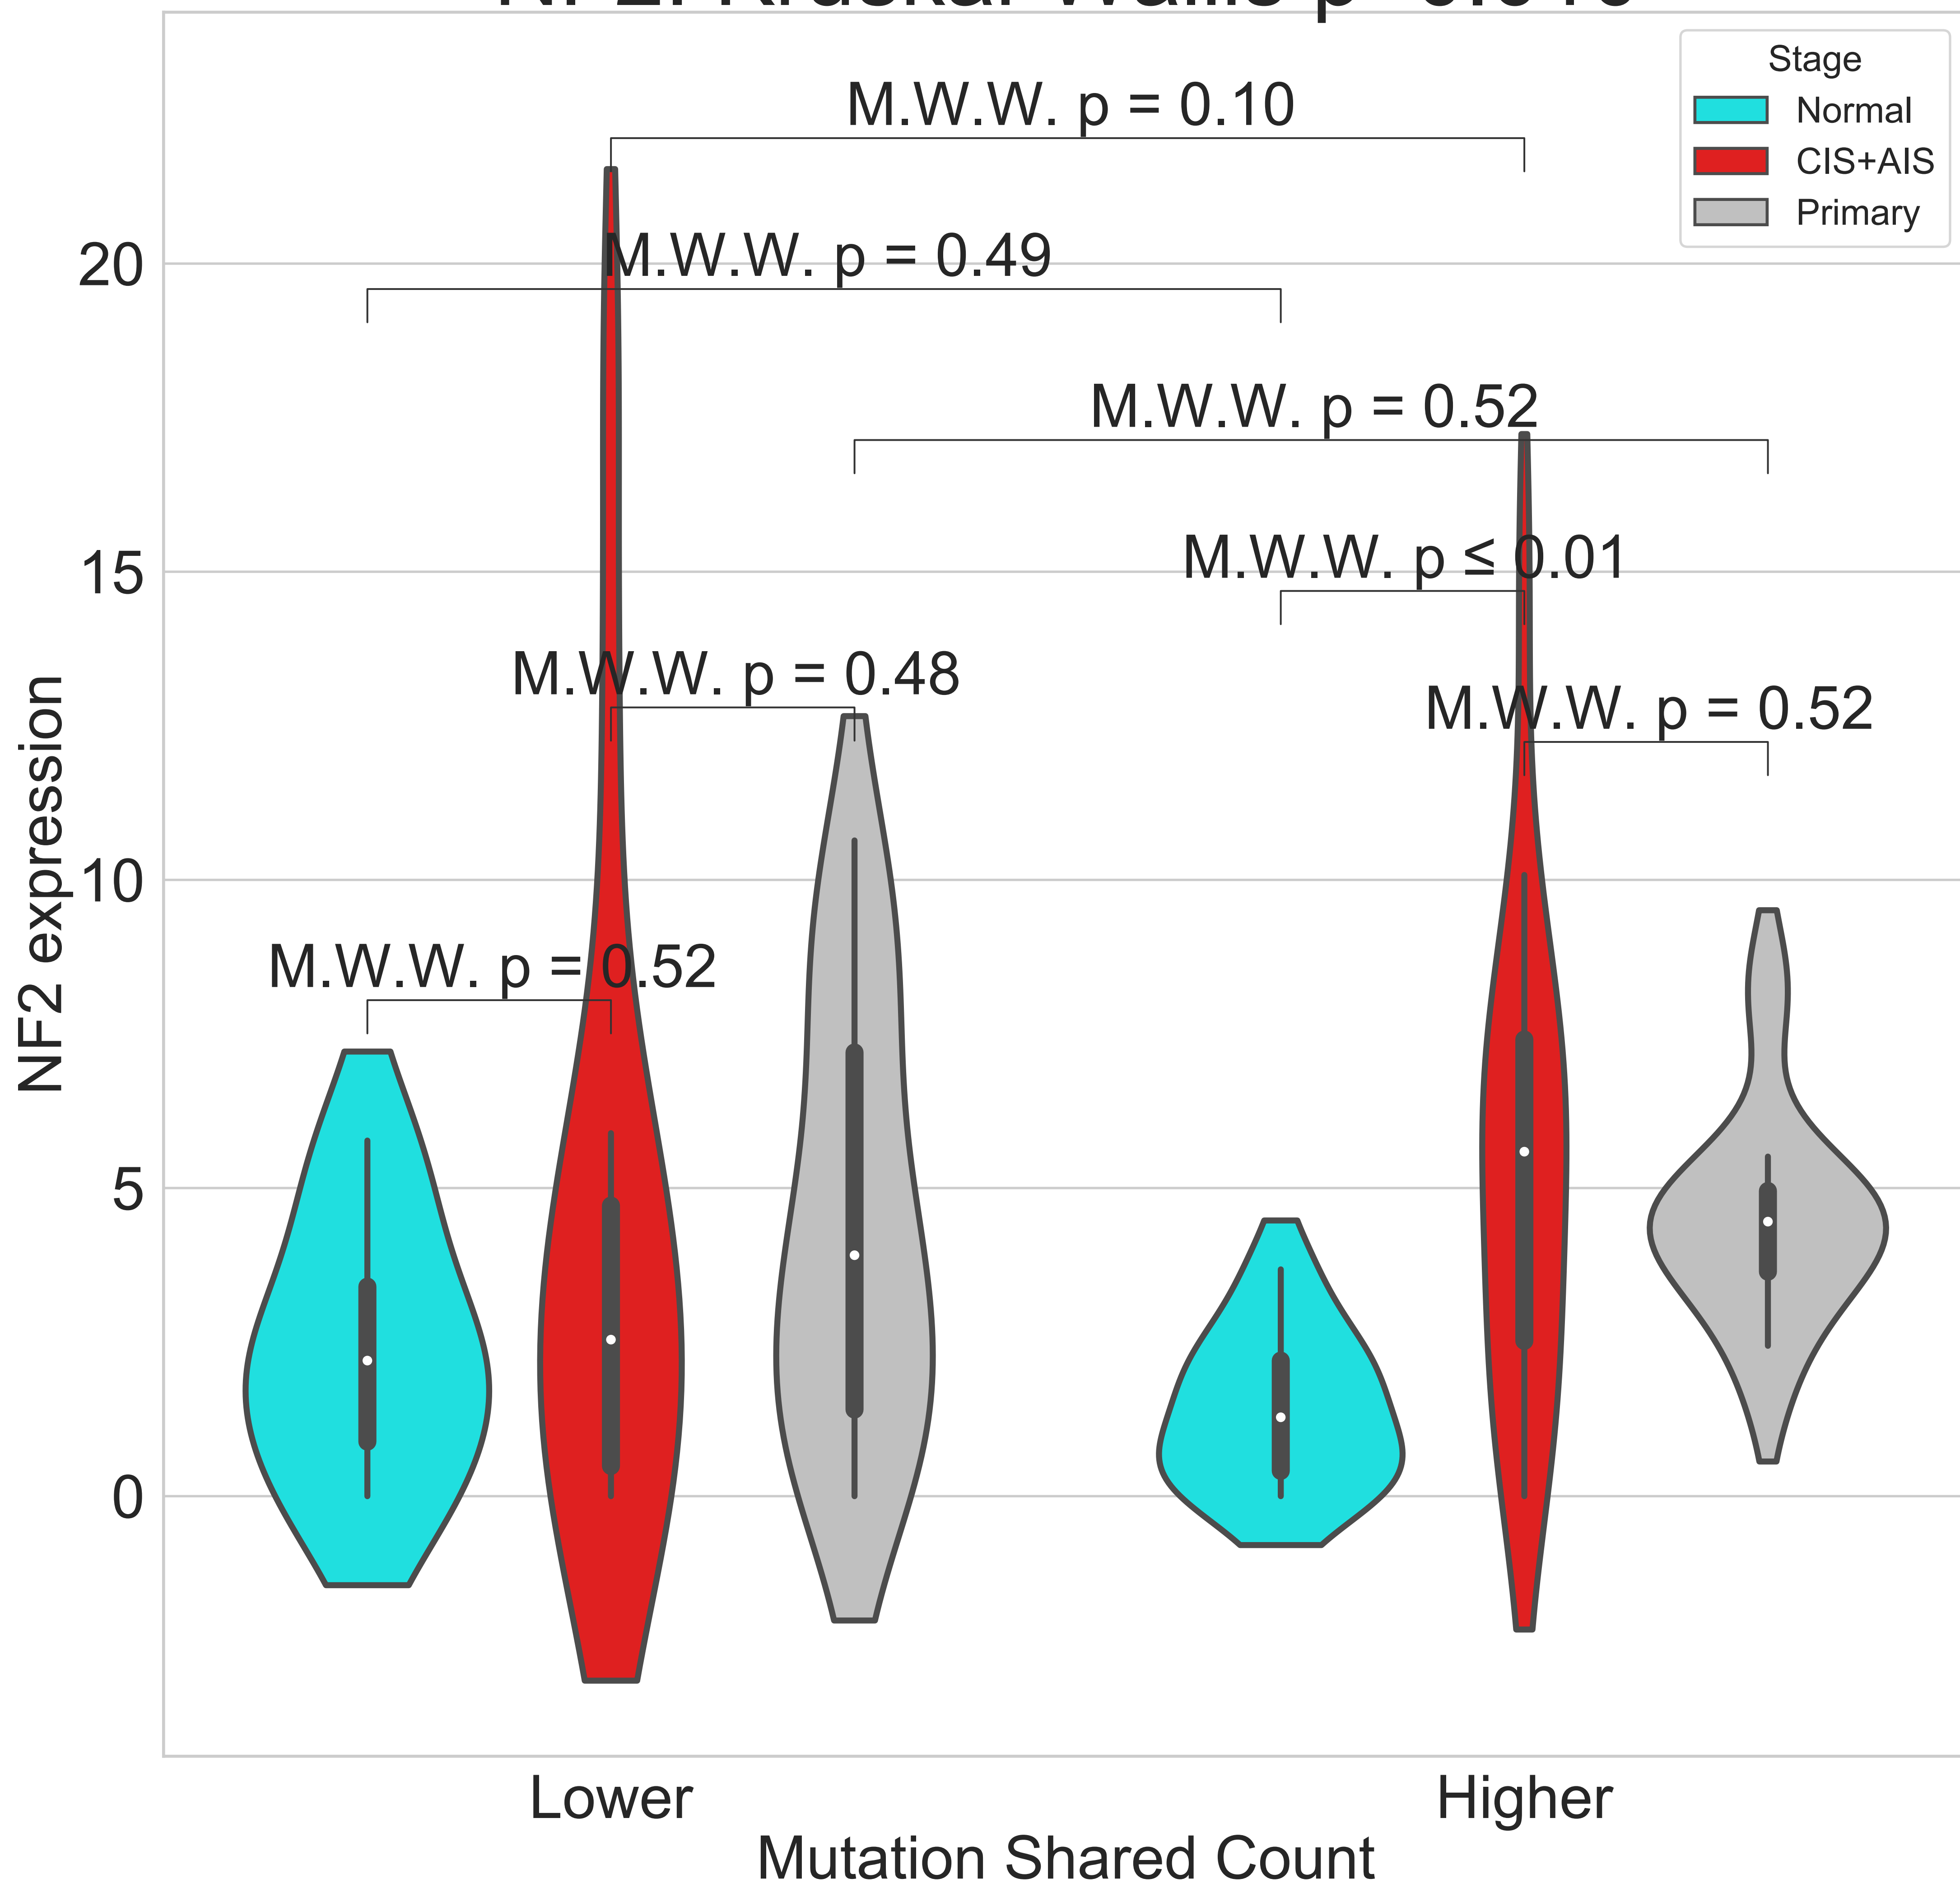 Stage
Normal
CIS+AIS
Primary
M.W.W. p = 0.10
M.W.W. p = 0.49
M.W.W. p = 0.52
M.W.W. p ≤ 0.01
M.W.W. p = 0.48
M.W.W. p = 0.52
M.W.W. p = 0.52
NF2 expression
20
15
10
5
0
Lower
Higher
Mutation Shared Count